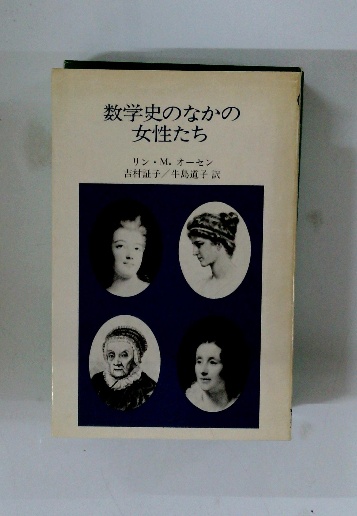 数学史のなかの
女性たち
リン・M. オーセン
吉村証子／牛島道子 訳